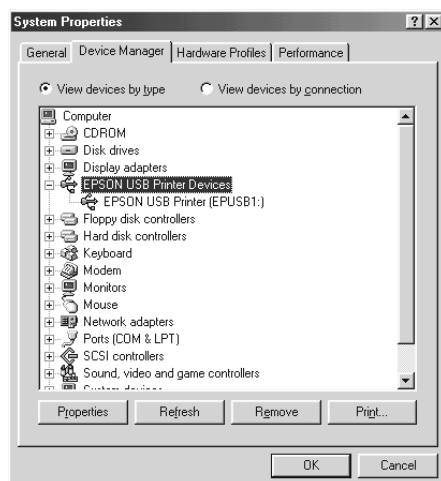 System Properties
General Device Manager Hardware Profiles Performance
View devices by type View devices by connection
Computer
CDROM
Disk drives
Display adapters
EPSON USB Printer Devices
EPSON USB Printer (EPUSB1:)
Floppy disk controllers
Hard disk controllers
Keyboard
Modem
Monitors
Mouse
Network adapters
Ports (COM & LPT)
SCSI controllers
Sound, video and game controllers
System devices
Properties Refresh Remove Print...
OK Cancel